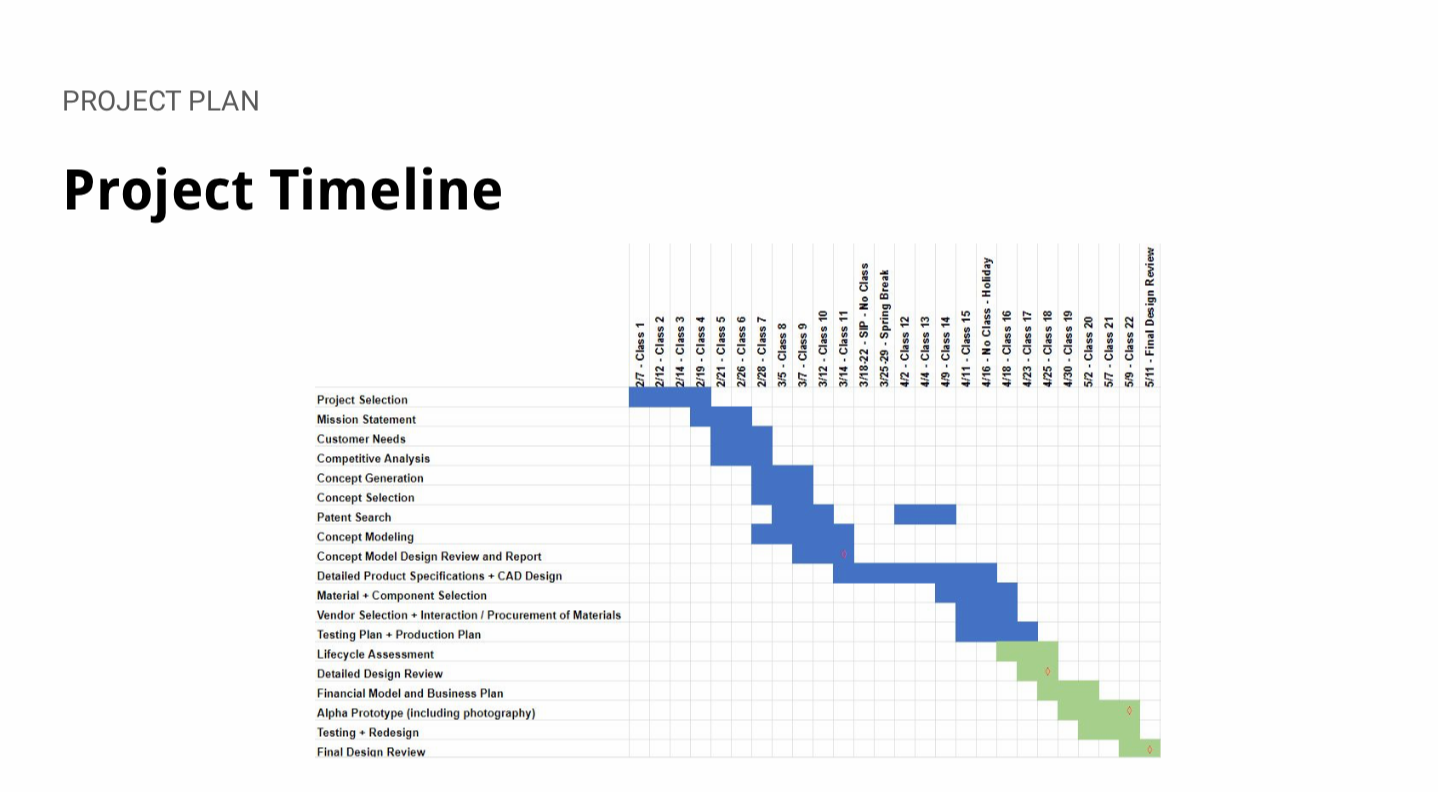 PROJECT PLAN
Project Timeline
2/7 - Class 1
2/12 - Class 2
2/14 - Class 3
2/19 - Class 4
2/21 - Class 5
2/26 - Class 6
2/28 - Class 7
3/5 - Class 8
3/7 - Class 9
3/12 - Class 10
3/14 - Class 11
3/18-22 - SIP - No Class
3/25-29 - Spring Break
4/2 - Class 12
4/4 - Class 13
4/9 - Class 14
4/11 - Class 15
4/16 - No Class - Holiday
4/18 - Class 16
4/23 - Class 17
4/25 - Class 18
4/30 - Class 19
5/2 - Class 20
5/7 - Class 21
5/9 - Class 22
5/11 - Final Design Review
Project Selection
Mission Statement
Customer Needs
Competitive Analysis
Concept Generation
Concept Selection
Patent Search
Concept Modeling
Concept Model Design Review and Report
Detailed Product Specifications + CAD Design
Material + Component Selection
Vendor Selection + Interaction / Procurement of Materials
Testing Plan + Production Plan
Lifecycle Assessment
Detailed Design Review
Financial Model and Business Plan
Alpha Prototype (including photography)
Testing + Redesign
Final Design Review